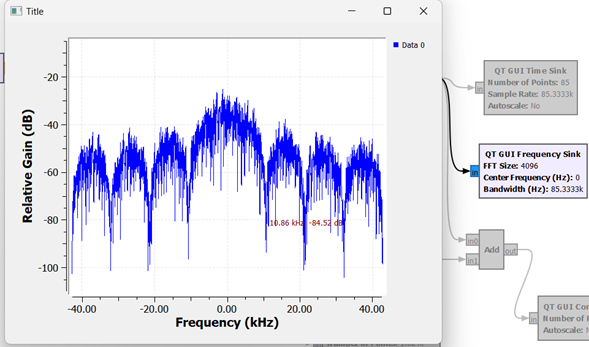 Title
Data 0
-20
-40
-60
-80
-100
Relative Gain (dB)
10.86 kHz, -84.52 dB
-40.00
-20.00
0.00
20.00
40.00
Frequency (kHz)
in
QT GUI Time Sink
Number of Points: 85
Sample Rate: 85.3333k
Autoscale: No
in
QT GUI Frequency Sink
FFT Size: 4096
Center Frequency (Hz): 0
Bandwidth (Hz): 85.3333k
in0
in1
Add
out
in
QT GUI Co
Number of P
Autoscale: N